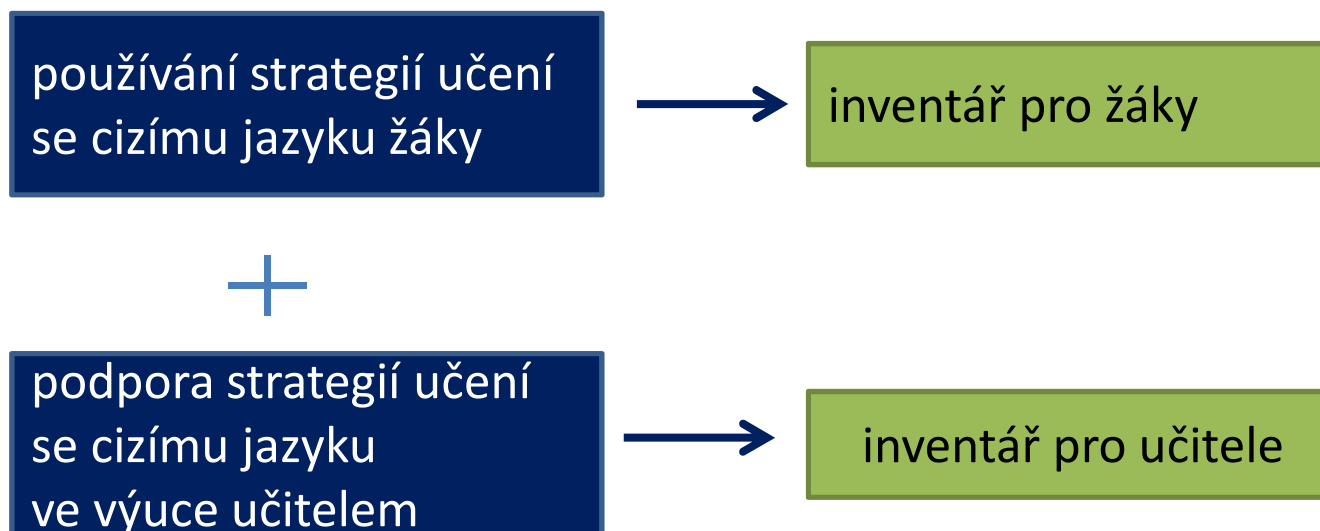 používání strategií učení
se cizímu jazyku žáky
inventář pro žáky
podpora strategií učení
se cizímu jazyku
ve výuce učitelem
inventář pro učitele